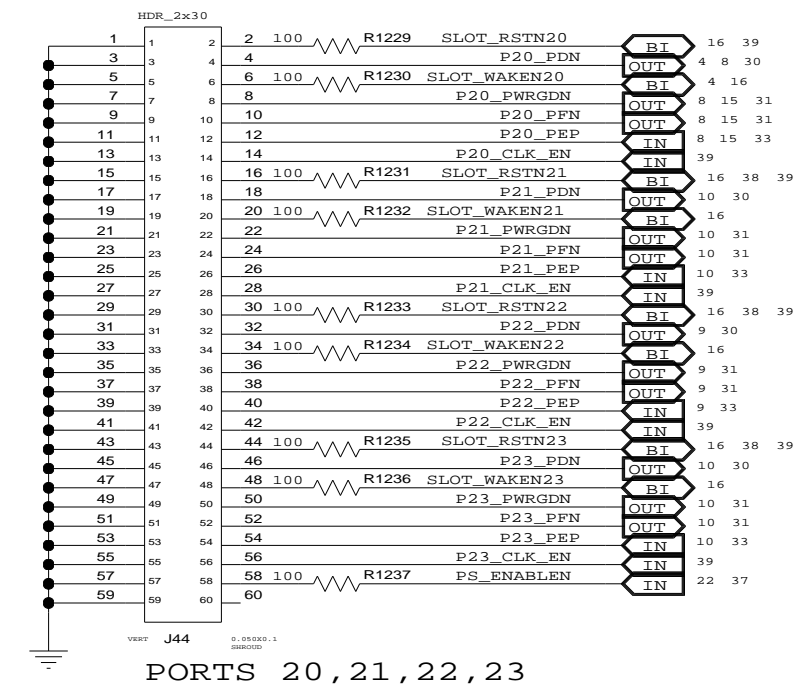 HDR_2x30
1 1 2 2 100 R1229 SLOT_RSTN20 BI 16 39
3 3 4 4 P20_PDN OUT 4 8 30
5 5 6 6 100 R1230 SLOT_WAKEN20 BI 4 16
7 7 8 8 P20_PWRGDN OUT 8 15 31
9 9 10 10 P20_PFN OUT 8 15 31
11 11 12 12 P20_PEP IN 8 15 33
13 13 14 14 P20_CLK_EN IN 39
15 15 16 16 100 R1231 SLOT_RSTN21 BI 16 38 39
17 17 18 18 P21_PDN OUT 10 30
19 19 20 20 100 R1232 SLOT_WAKEN21 BI 16
21 21 22 22 P21_PWRGDN OUT 10 31
23 23 24 24 P21_PFN OUT 10 31
25 25 26 26 P21_PEP IN 10 33
27 27 28 28 P21_CLK_EN IN 39
29 29 30 30 100 R1233 SLOT_RSTN22 BI 16 38 39
31 31 32 32 P22_PDN OUT 9 30
33 33 34 34 100 R1234 SLOT_WAKEN22 BI 16
35 35 36 36 P22_PWRGDN OUT 9 31
37 37 38 38 P22_PFN OUT 9 31
39 39 40 40 P22_PEP IN 9 33
41 41 42 42 P22_CLK_EN IN 39
43 43 44 44 100 R1235 SLOT_RSTN23 BI 16 38 39
45 45 46 46 P23_PDN OUT 10 30
47 47 48 48 100 R1236 SLOT_WAKEN23 BI 16
49 49 50 50 P23_PWRGDN OUT 10 31
51 51 52 52 P23_PFN OUT 10 31
53 53 54 54 P23_PEP IN 10 33
55 55 56 56 P23_CLK_EN IN 39
57 57 58 58 100 R1237 PS_ENABLEN IN 22 37
59 59 60 60
VERT J44 0.050X0.1
SHROUD
PORTS 20,21,22,23